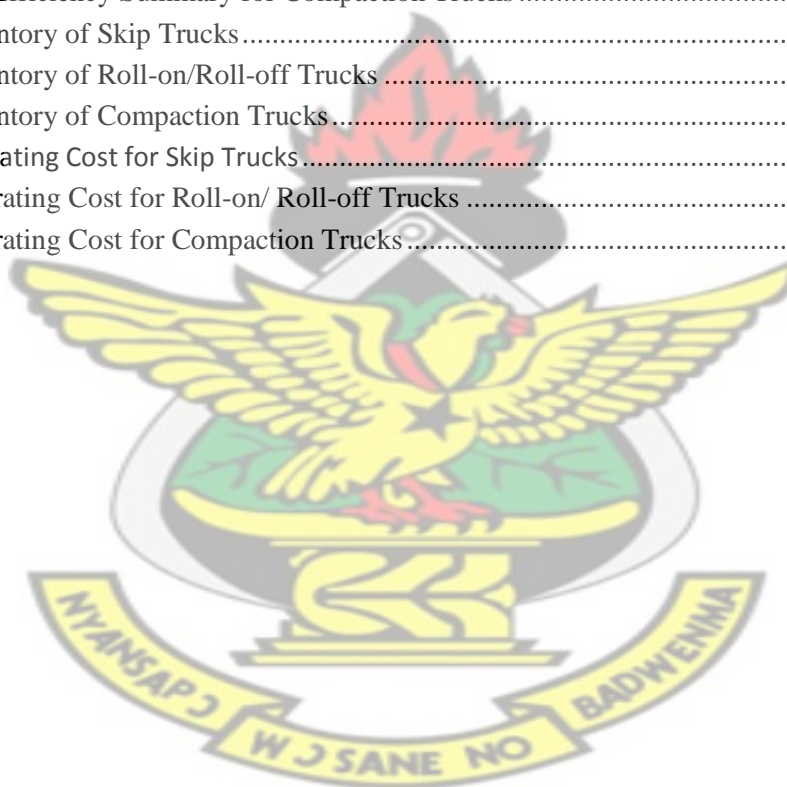 Efficiency Summary for Compaction Trucks ................................................
ntory of Skip Trucks ................................................
ntory of Roll-on/Roll-off Trucks ................................................
ntory of Compaction Trucks ................................................
ating Cost for Skip Trucks ................................................
rating Cost for Roll-on/ Roll-off Trucks ................................................
rating Cost for Compaction Trucks ................................................
NYANSAPƆ
WƆ SANE NO
BADWENMA